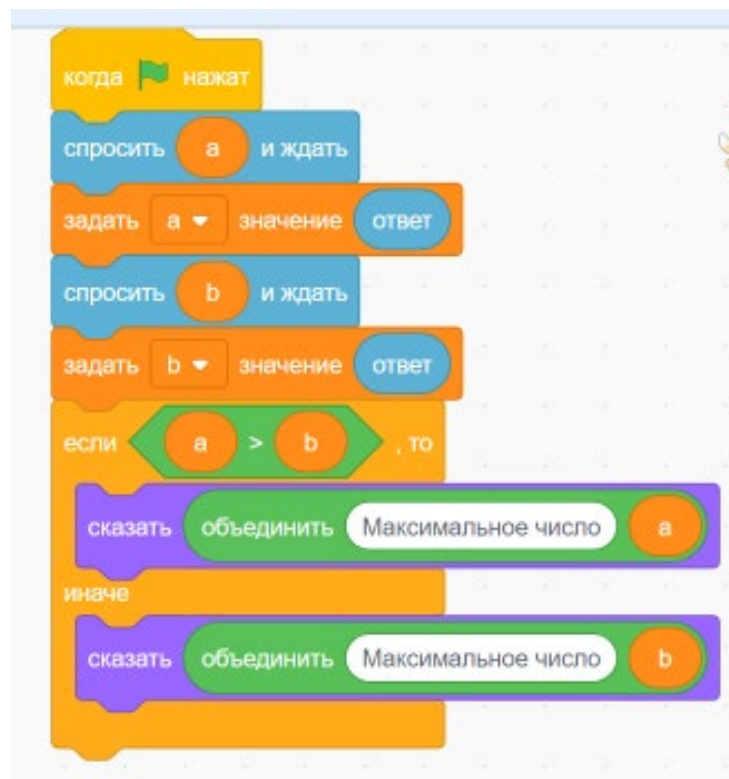 когда нажат
спросить a и ждать
задать a значение ответ
спросить b и ждать
задать b значение ответ
если a > b , то
сказать объединить Максимальное число a
иначе
сказать объединить Максимальное число b